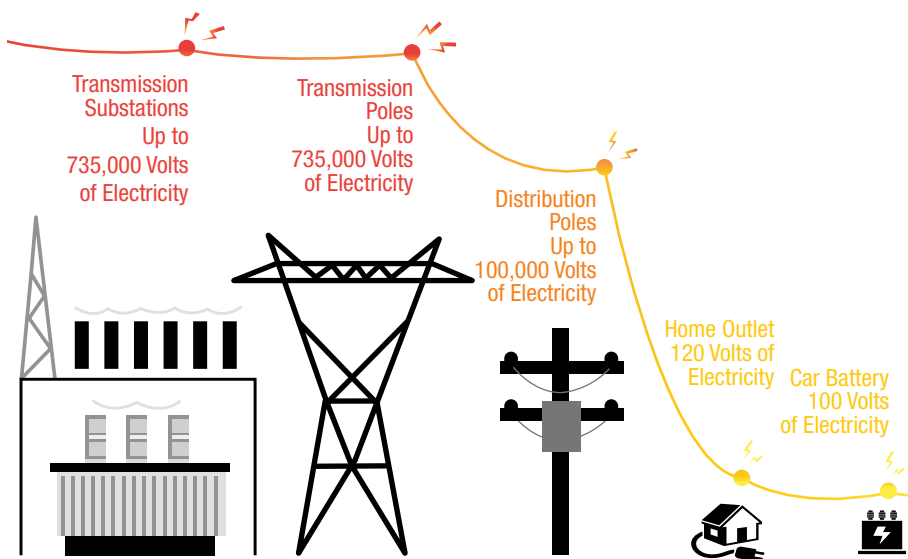 Transmission
Substations
Up to
735,000 Volts
of Electricity
Transmission
Poles
Up to
735,000 Volts
of Electricity
Distribution
Poles
Up to
100,000 Volts
of Electricity
Home Outlet
120 Volts of
Electricity
Car Battery
100 Volts
of Electricity